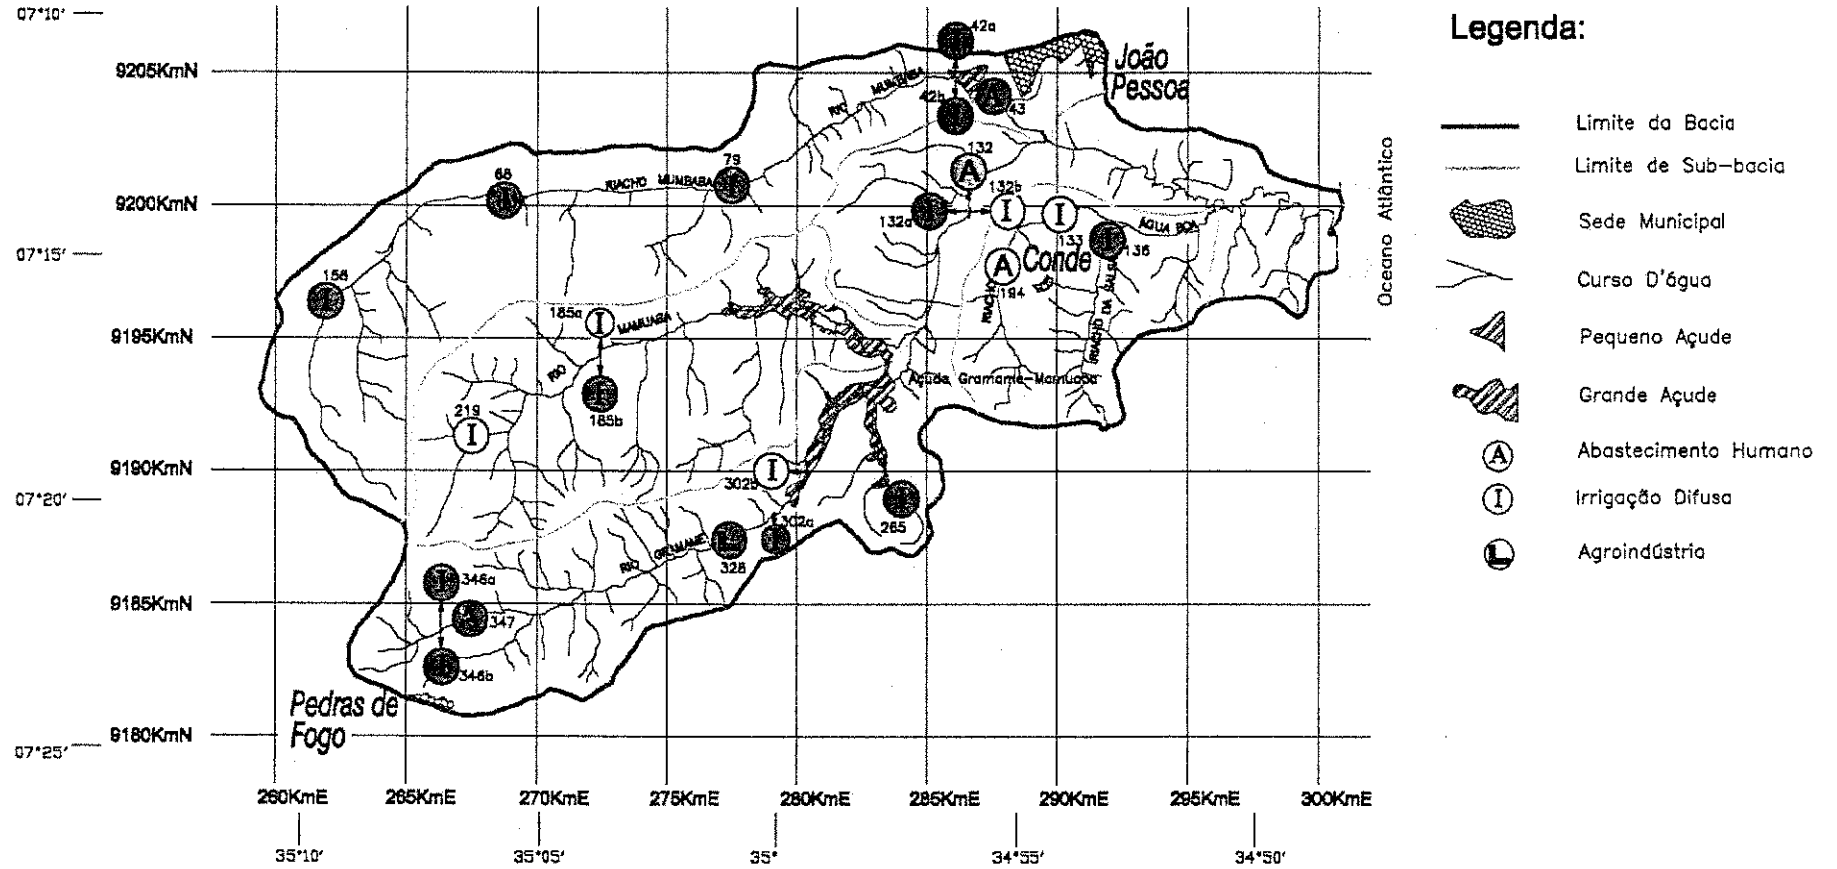 07°10'
9205KmN
9200KmN
07°15'
9195KmN
9190KmN
07°20'
9185KmN
9180KmN
07°25'
260KmE 265KmE 270KmE 275KmE 280KmE 285KmE 290KmE 295KmE 300KmE
35°10' 35°05' 35° 34°55' 34°50'
42a
João
Pessoa
RIO MUMBABA
42b
A
43
79
132
A
68
RIACHO MUMBABA
132b
I
I
132a
133
ÁGUA BOA
136
Conde
A
194
RIACHO
RIACHO DA SALSA
158
I
185a
I
MAMUABA
RIO
I
185b
219
I
Açude Gramame-Mamuaba
I
302b
265
302a
I
L
328
RIO GRAMAME
I
346a
347
346b
Pedras de
Fogo
Oceano Atlântico
Legenda:
Limite da Bacia
Limite de Sub-bacia
Sede Municipal
Curso D'água
Pequeno Açude
Grande Açude
A Abastecimento Humano
I Irrigação Difusa
L Agroindústria